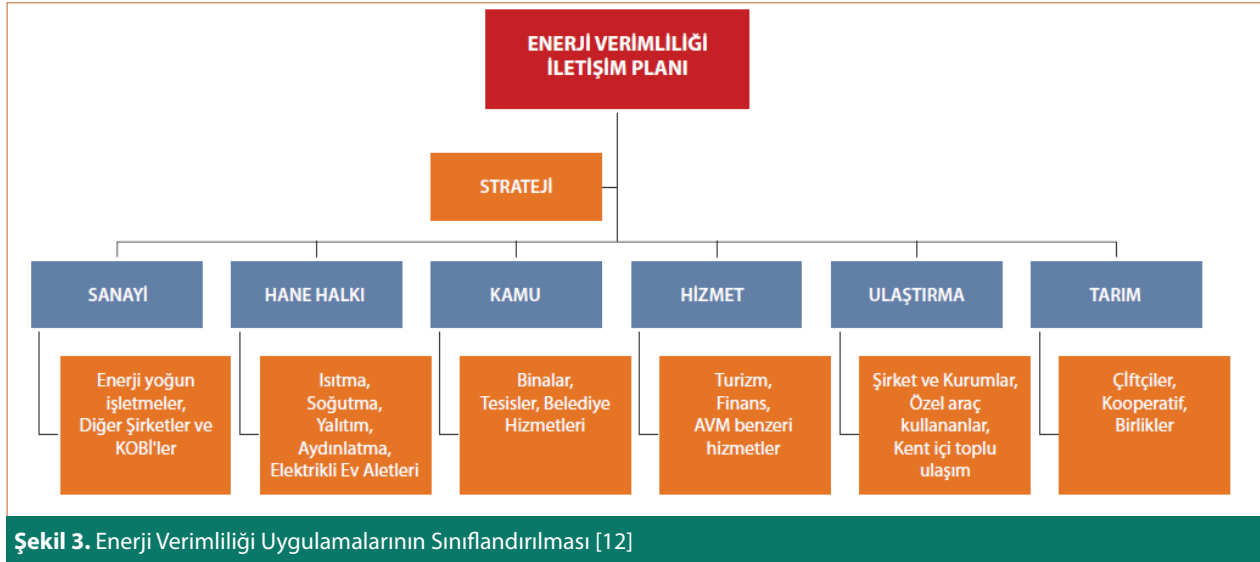 ENERJİ VERİMLİLİĞİ
İLETİŞİM PLANI
STRATEJİ
SANAYİ
HANE HALKI
KAMU
HİZMET
ULAŞTIRMA
TARIM
Enerji yoğun
işletmeler,
Diğer Şirketler ve
KOBİ'ler
Isıtma,
Soğutma,
Yalıtım,
Aydınlatma,
Elektrikli Ev Aletleri
Binalar,
Tesisler, Belediye
Hizmetleri
Turizm,
Finans,
AVM benzeri
hizmetler
Şirket ve Kurumlar,
Özel araç
kullananlar,
Kent içi toplu
ulaşım
Çİftçiler,
Kooperatif,
Birlikler
Şekil 3. Enerji Verimliliği Uygulamalarının Sınıflandırılması [12]